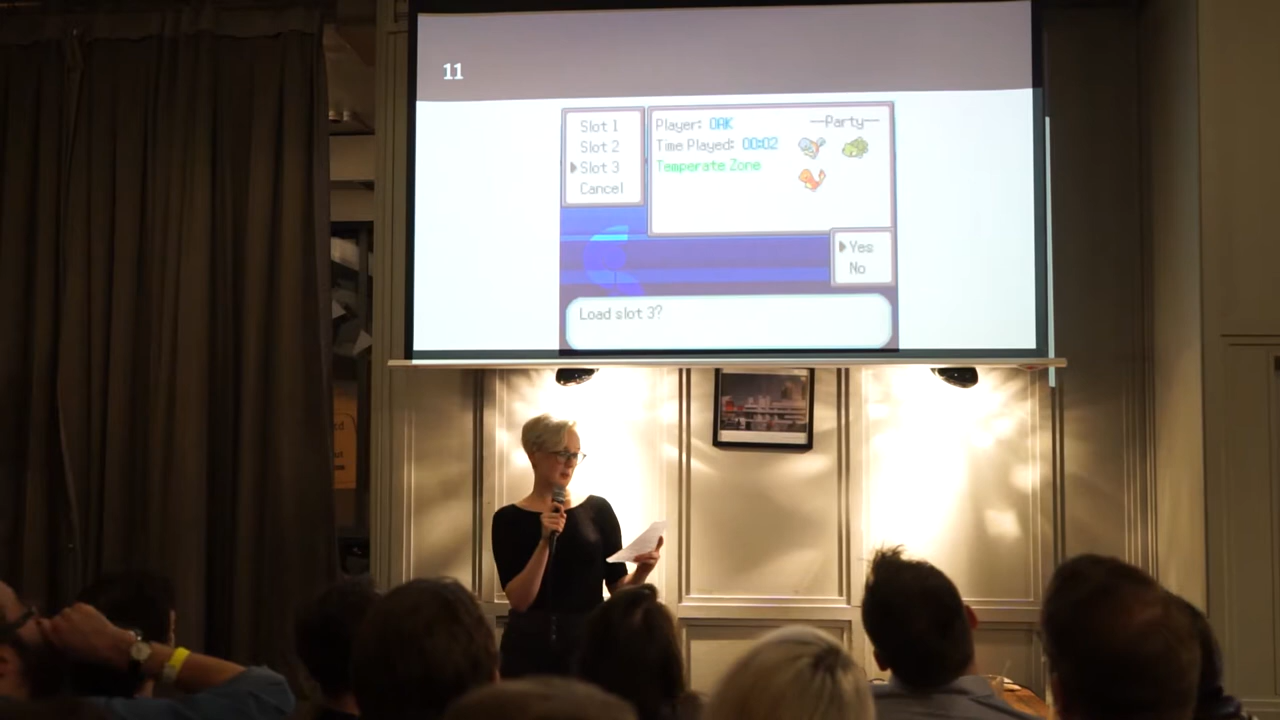 11
Slot 1
Slot 2
Slot 3
Cancel
Player: OAK
Time Played: 00:02
Temperate Zone
—Party—
Yes
No
Load slot 3?